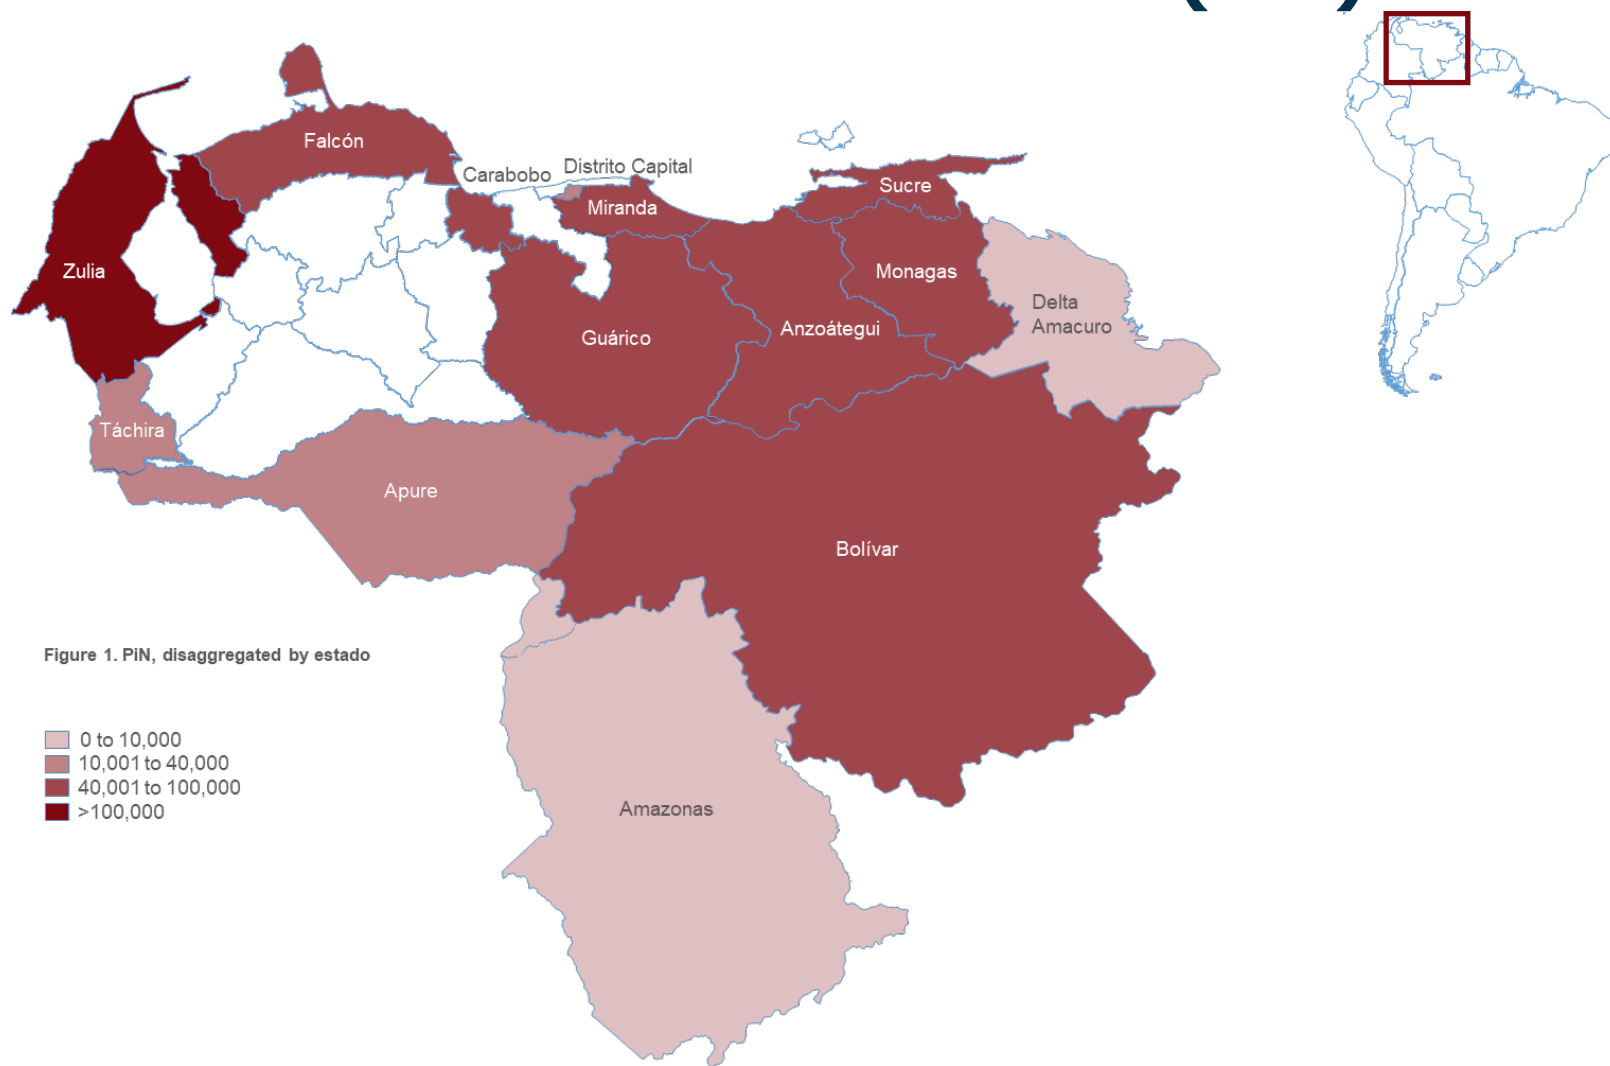 Falcón
Carabobo
Distrito Capital
Sucre
Miranda
Zulia
Monagas
Delta
Amacuro
Guárico
Anzoátegui
Táchira
Apure
Bolívar
Figure 1. PiN, disaggregated by estado
0 to 10,000
10,001 to 40,000
40,001 to 100,000
>100,000
Amazonas